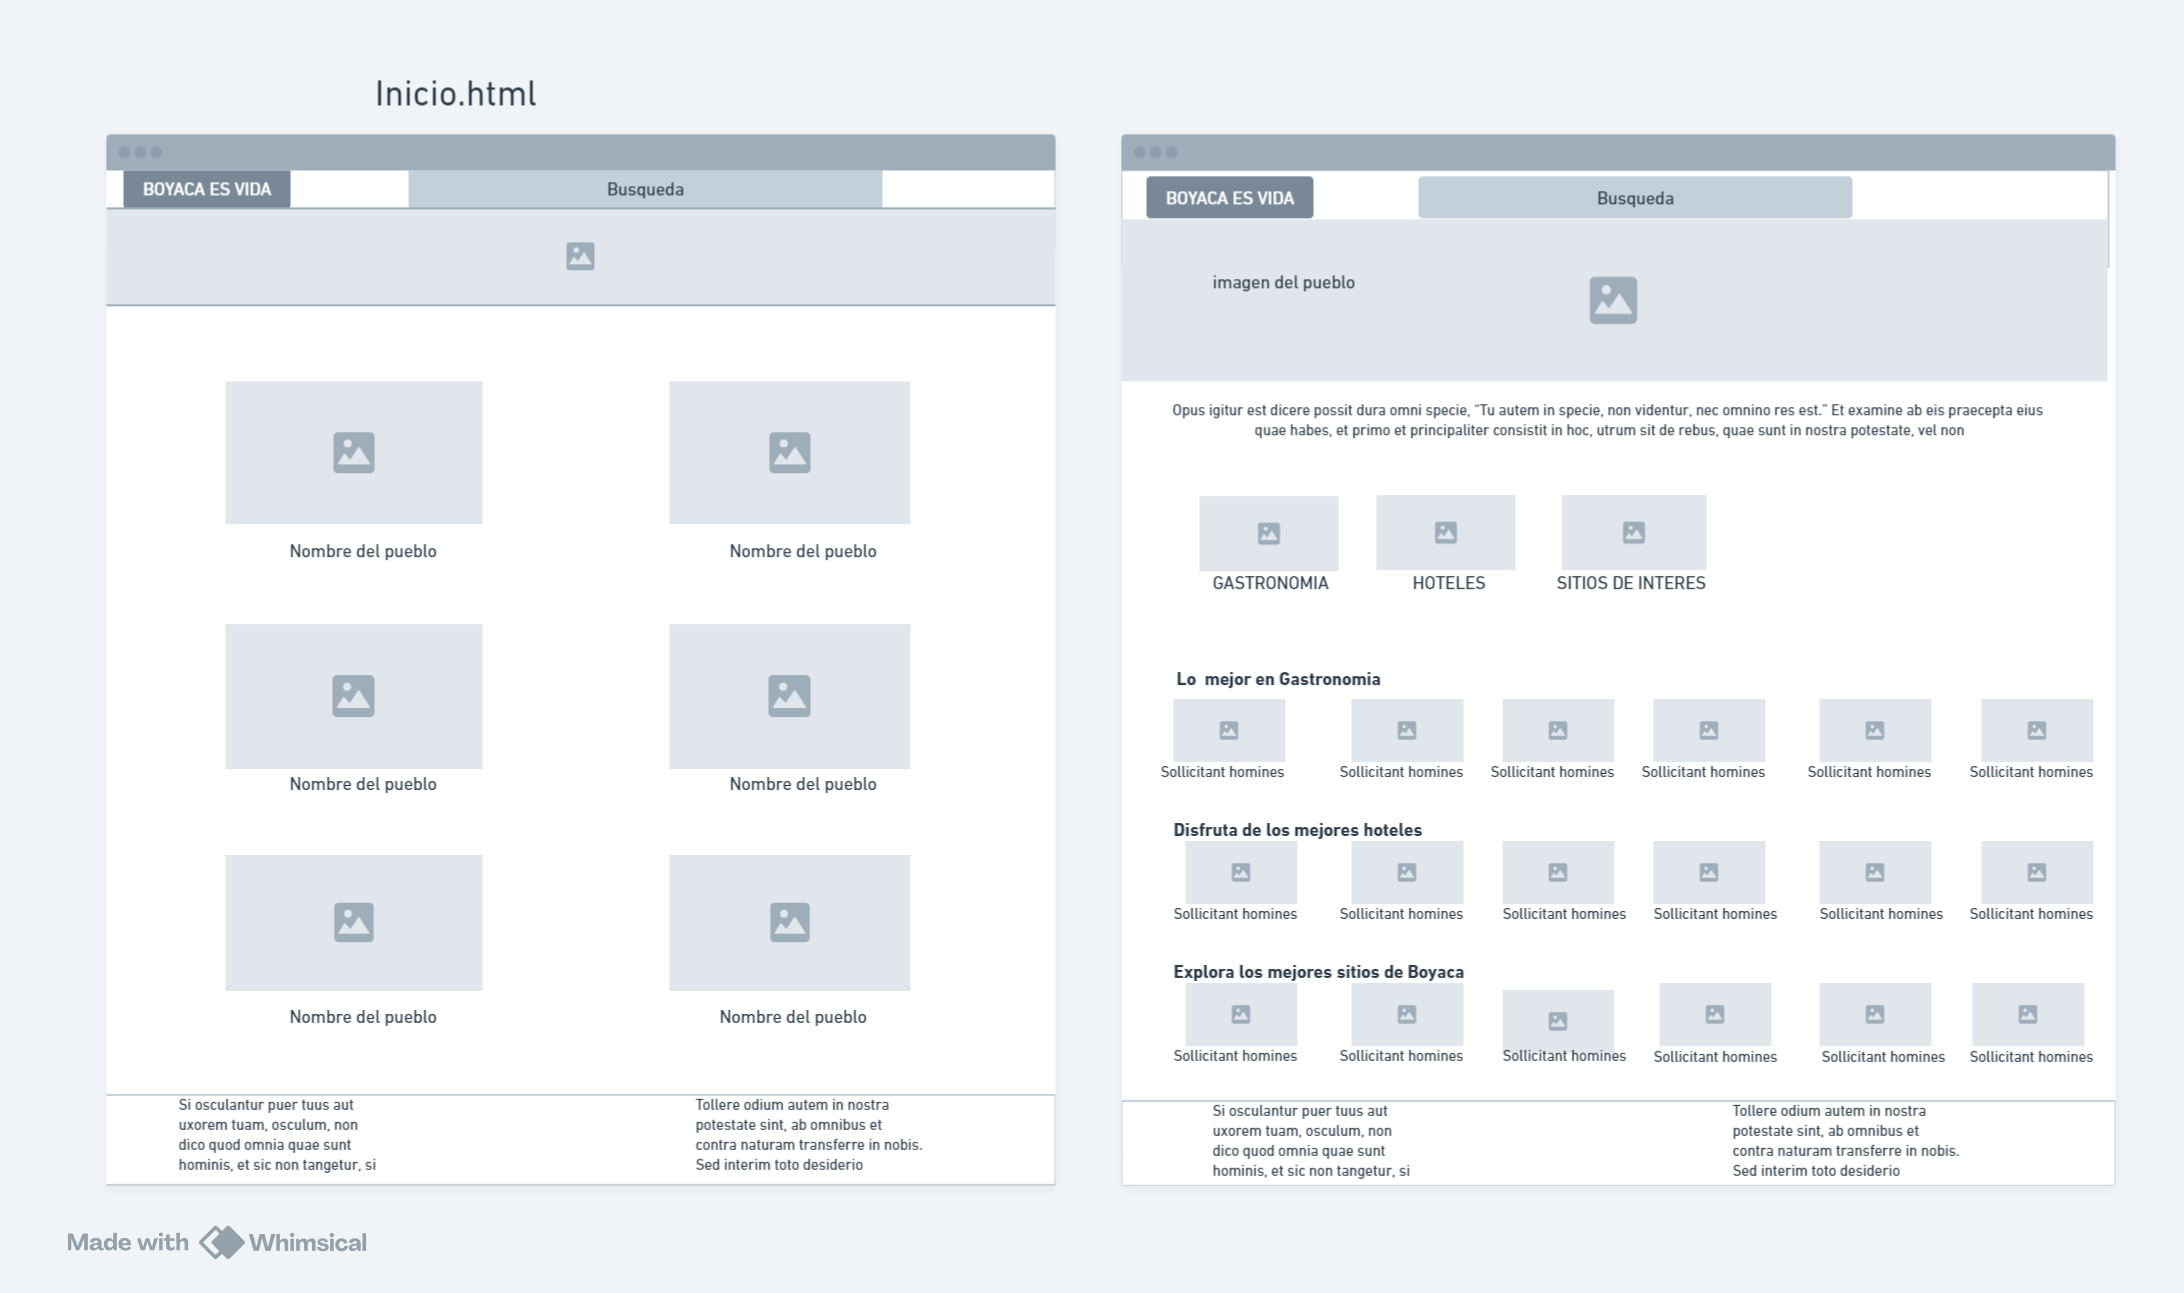 Inicio.html
BOYACA ES VIDA
Busqueda
Nombre del pueblo
Nombre del pueblo
Nombre del pueblo
Nombre del pueblo
Nombre del pueblo
Nombre del pueblo
Si osculantur puer tuus aut
uxorem tuam, osculum, non
dico quod omnia quae sunt
hominis, et sic non tangetur, si
Tollere odium autem in nostra
potestate sint, ab omnibus et
contra naturam transferre in nobis.
Sed interim toto desiderio
BOYACA ES VIDA
Busqueda
imagen del pueblo
Opus igitur est dicere possit dura omni specie, “Tu autem in specie, non videntur, nec omnino res est.” Et examine ab eis praecepta eius
quae habes, et primo et principaliter consistit in hoc, utrum sit de rebus, quae sunt in nostra potestate, vel non
GASTRONOMIA
HOTELES
SITIOS DE INTERES
Lo  mejor en Gastronomia
Sollicitant homines
Sollicitant homines
Sollicitant homines
Sollicitant homines
Sollicitant homines
Sollicitant homines
Disfruta de los mejores hoteles
Sollicitant homines
Sollicitant homines
Sollicitant homines
Sollicitant homines
Sollicitant homines
Sollicitant homines
Explora los mejores sitios de Boyaca
Sollicitant homines
Sollicitant homines
Sollicitant homines
Sollicitant homines
Sollicitant homines
Sollicitant homines
Si osculantur puer tuus aut
uxorem tuam, osculum, non
dico quod omnia quae sunt
hominis, et sic non tangetur, si
Tollere odium autem in nostra
potestate sint, ab omnibus et
contra naturam transferre in nobis.
Sed interim toto desiderio
Made with Whimsical